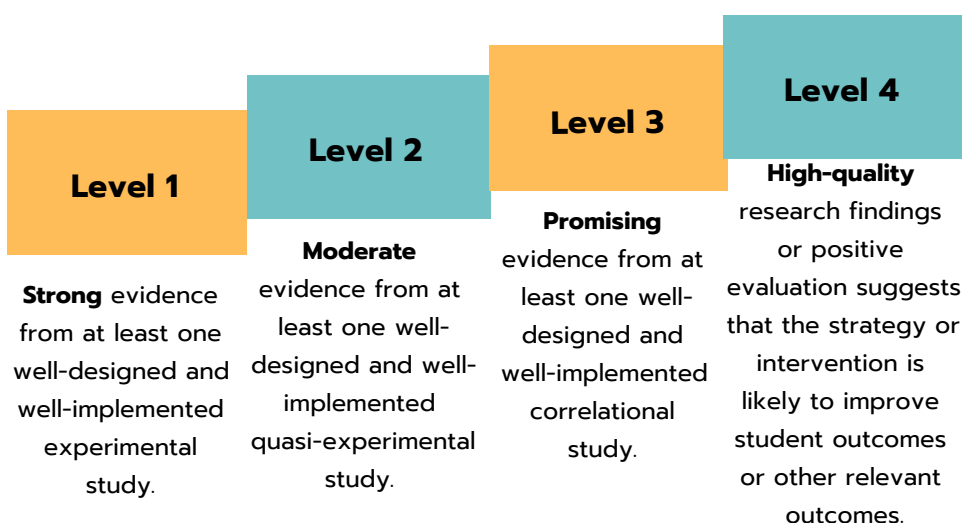 Level 1
Strong evidence
from at least one
well-designed and
well-implemented
experimental
study.
Level 2
Moderate
evidence from at
least one well-
designed and well-
implemented
quasi-experimental
study.
Level 3
Promising
evidence from at
least one well-
designed and
well-implemented
correlational
study.
Level 4
High-quality
research findings
or positive
evaluation suggests
that the strategy or
intervention is
likely to improve
student outcomes
or other relevant
outcomes.